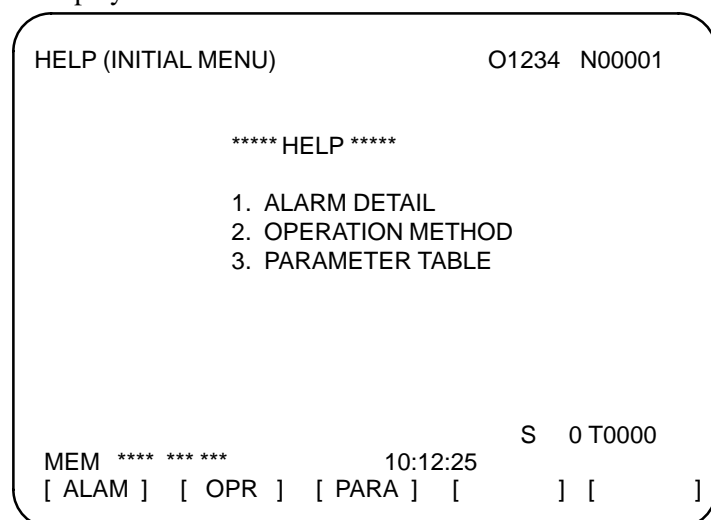 HELP (INITIAL MENU) O1234 N00001
***** HELP *****
1. ALARM DETAIL
2. OPERATION METHOD
3. PARAMETER TABLE
S 0 T0000
MEM **** *** *** 10:12:25
[ ALAM ] [ OPR ] [ PARA ] [ ] [ ]